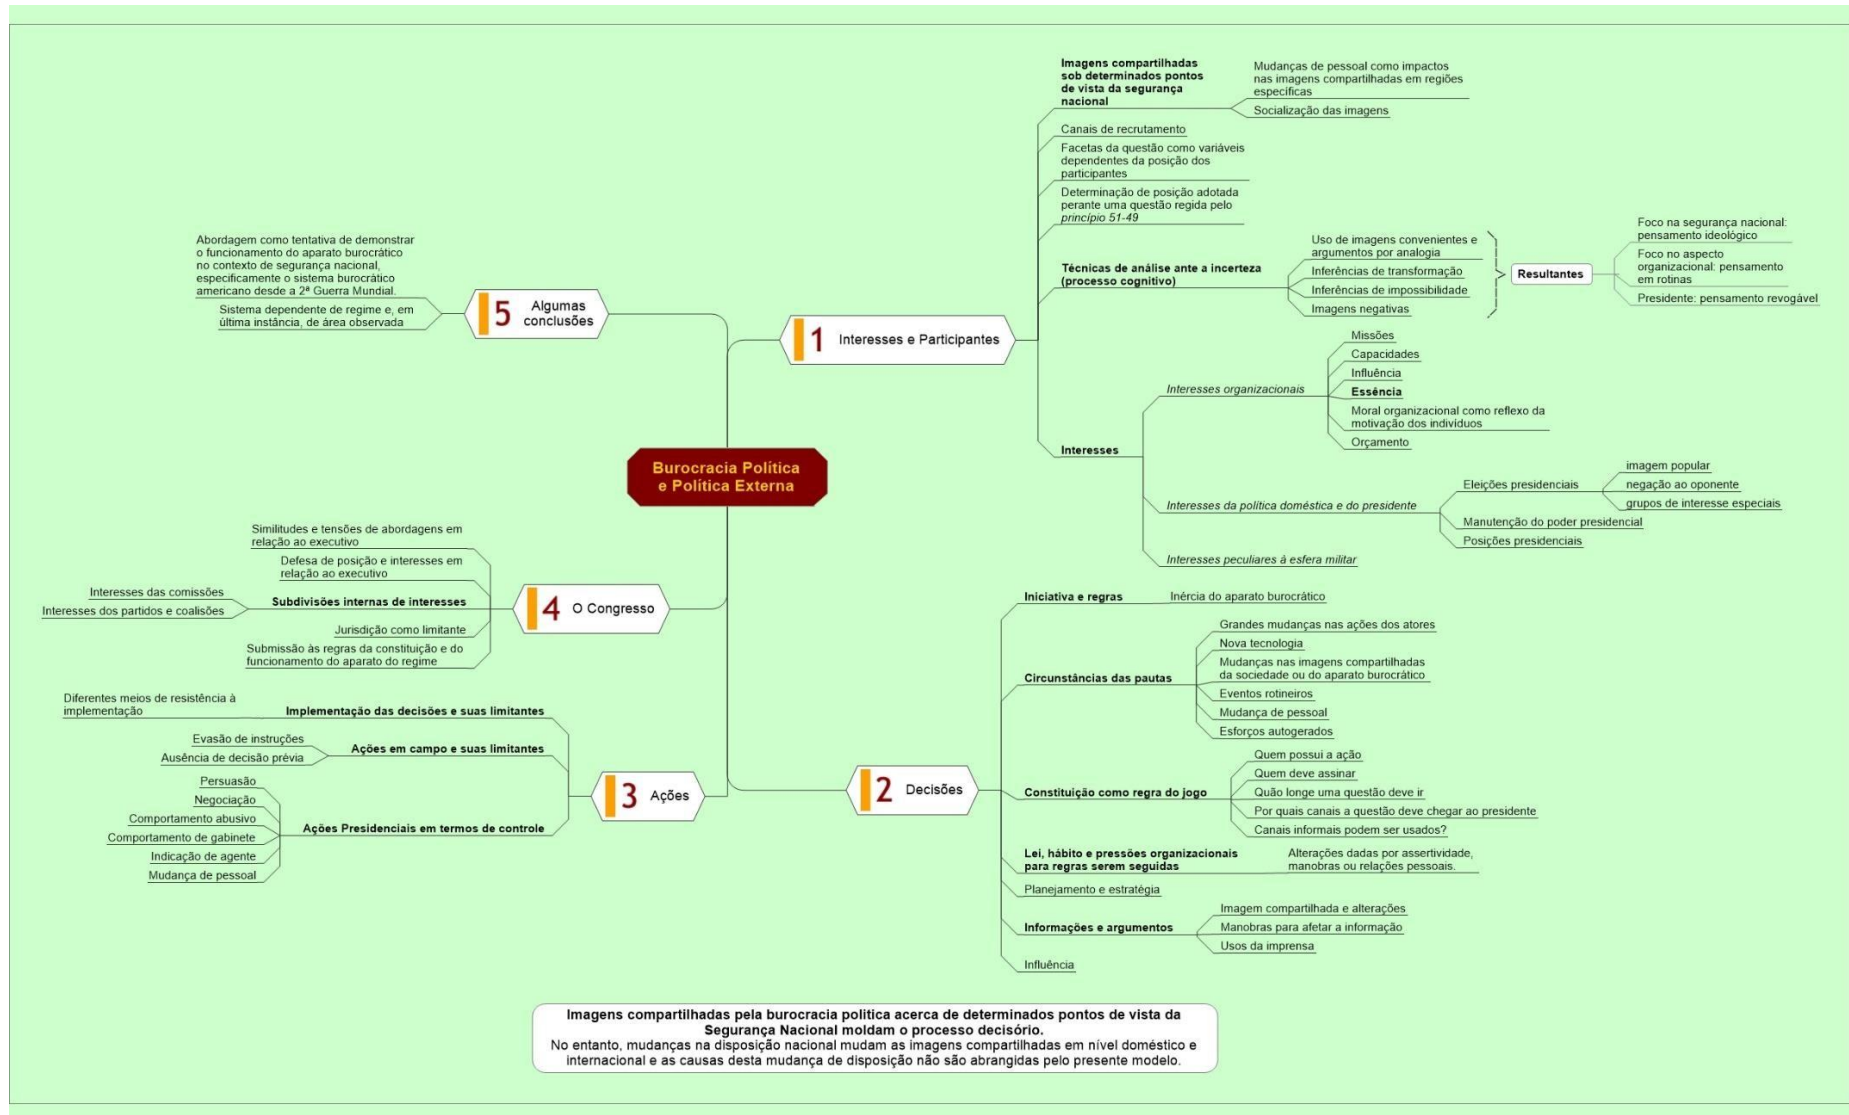 Burocracia Política
e Política Externa
1
Interesses e Participantes
Imagens compartilhadas
sob determinados pontos
de vista da segurança
nacional
Mudanças de pessoal como impactos
nas imagens compartilhadas em regiões
específicas
Socialização das imagens
Canais de recrutamento
Facetas da questão como variáveis
dependentes da posição dos
participantes
Determinação de posição adotada
perante uma questão regida pelo
princípio 51-49
Técnicas de análise ante a incerteza
(processo cognitivo)
Uso de imagens convenientes e
argumentos por analogia
Inferências de transformação
Inferências de impossibilidade
Imagens negativas
Resultantes
Foco na segurança nacional:
pensamento ideológico
Foco no aspecto
organizacional: pensamento
em rotinas
Presidente: pensamento revogável
Interesses
Interesses organizacionais
Missões
Capacidades
Influência
Essência
Moral organizacional como reflexo da
motivação dos indivíduos
Orçamento
Interesses da política doméstica e do presidente
Eleições presidenciais
imagem popular
negação ao oponente
grupos de interesse especiais
Manutenção do poder presidencial
Posições presidenciais
Interesses peculiares à esfera militar
2
Decisões
Iniciativa e regras
Inércia do aparato burocrático
Circunstâncias das pautas
Grandes mudanças nas ações dos atores
Nova tecnologia
Mudanças nas imagens compartilhadas
da sociedade ou do aparato burocrático
Eventos rotineiros
Mudança de pessoal
Esforços autogerados
Constituição como regra do jogo
Quem possui a ação
Quem deve assinar
Quão longe uma questão deve ir
Por quais canais a questão deve chegar ao presidente
Canais informais podem ser usados?
Lei, hábito e pressões organizacionais
para regras serem seguidas
Alterações dadas por assertividade,
manobras ou relações pessoais.
Planejamento e estratégia
Informações e argumentos
Imagem compartilhada e alterações
Manobras para afetar a informação
Usos da imprensa
Influência
3
Ações
Implementação das decisões e suas limitantes
Diferentes meios de resistência à
implementação
Ações em campo e suas limitantes
Evasão de instruções
Ausência de decisão prévia
Ações Presidenciais em termos de controle
Persuasão
Negociação
Comportamento abusivo
Comportamento de gabinete
Indicação de agente
Mudança de pessoal
4
O Congresso
Similitudes e tensões de abordagens em
relação ao executivo
Defesa de posição e interesses em
relação ao executivo
Subdivisões internas de interesses
Interesses das comissões
Interesses dos partidos e coalisões
Jurisdição como limitante
Submissão às regras da constituição e do
funcionamento do aparato do regime
5
Algumas
conclusões
Abordagem como tentativa de demonstrar
o funcionamento do aparato burocrático
no contexto de segurança nacional,
especificamente o sistema burocrático
americano desde a 2ª Guerra Mundial.
Sistema dependente de regime e, em
última instância, de área observada
Imagens compartilhadas pela burocracia politica acerca de determinados pontos de vista da
Segurança Nacional moldam o processo decisório.
No entanto, mudanças na disposição nacional mudam as imagens compartilhadas em nível doméstico e
internacional e as causas desta mudança de disposição não são abrangidas pelo presente modelo.